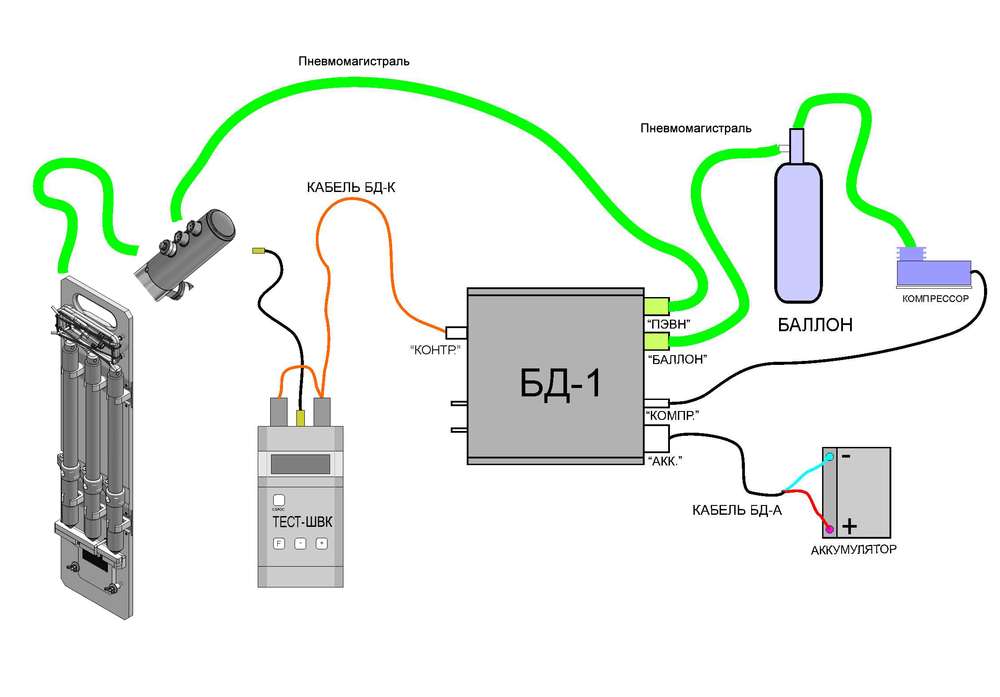 Пневмомагистраль
Пневмомагистраль
КАБЕЛЬ БД-К
КОМПРЕССОР
"ПЭВН"
БАЛЛОН
"КОНТР."
"БАЛЛОН"
БД-1
"КОМПР."
"АКК."
-
КАБЕЛЬ БД-А
+
АККУМУЛЯТОР
СБРОС
ТЕСТ-ШВК
F - +